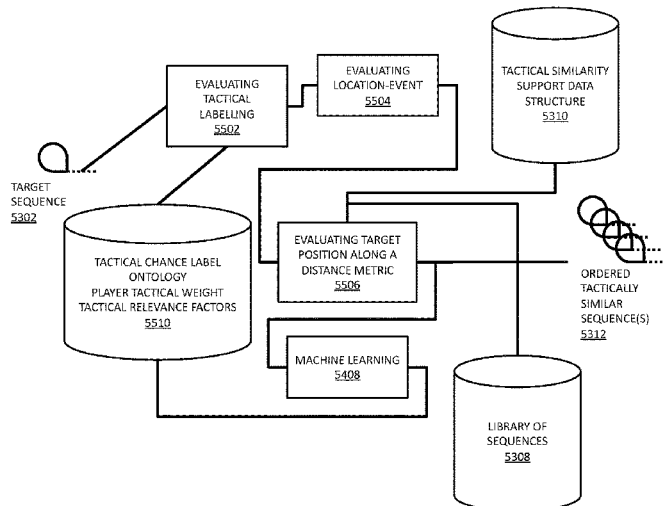 EVALUATING
TACTICAL
LABELLING
5502
EVALUATING
LOCATION-EVENT
5504
TACTICAL SIMILARITY
SUPPORT DATA
STRUCTURE
5310
TARGET
SEQUENCE
5302
TACTICAL CHANCE LABEL
ONTOLOGY
PLAYER TACTICAL WEIGHT
TACTICAL RELEVANCE FACTORS
5510
EVALUATING TARGET
POSITION ALONG A
DISTANCE METRIC
5506
ORDERED
TACTICALLY
SIMILAR
SEQUENCE(S)
5312
MACHINE LEARNING
5408
LIBRARY OF
SEQUENCES
5308